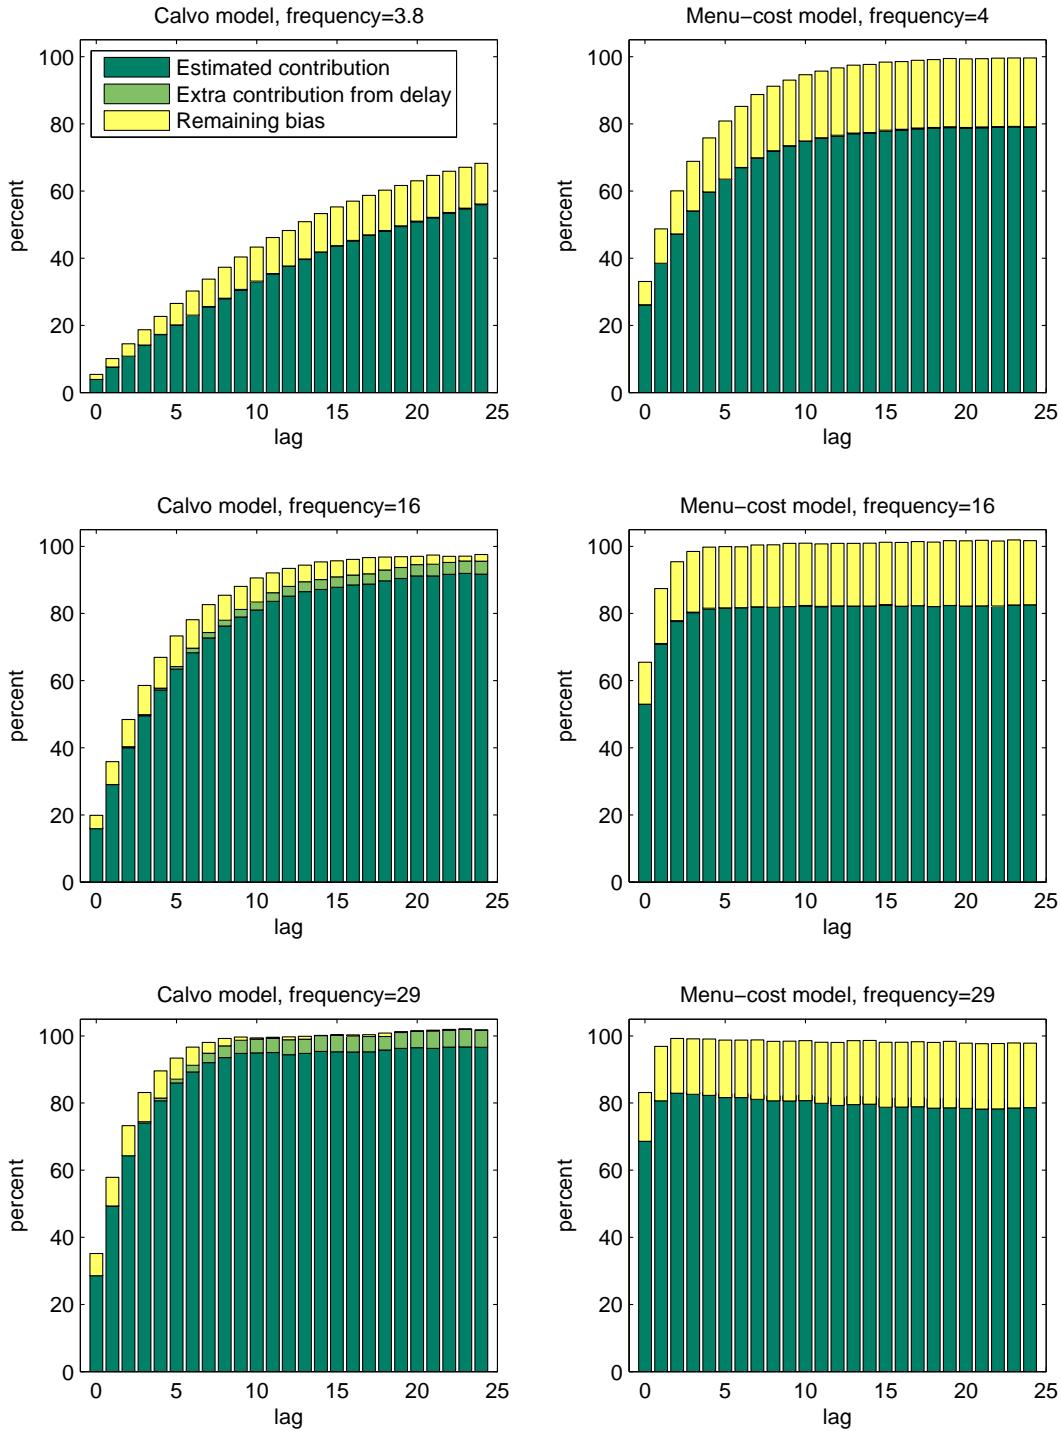 Calvo model, frequency=3.8
100
80
60
40
20
0
percent
Estimated contribution
Extra contribution from delay
Remaining bias
0 5 10 15 20 25
lag
Menu−cost model, frequency=4
100
80
60
40
20
0
percent
0 5 10 15 20 25
lag
Calvo model, frequency=16
100
80
60
40
20
0
percent
0 5 10 15 20 25
lag
Menu−cost model, frequency=16
100
80
60
40
20
0
percent
0 5 10 15 20 25
lag
Calvo model, frequency=29
100
80
60
40
20
0
percent
0 5 10 15 20 25
lag
Menu−cost model, frequency=29
100
80
60
40
20
0
percent
0 5 10 15 20 25
lag